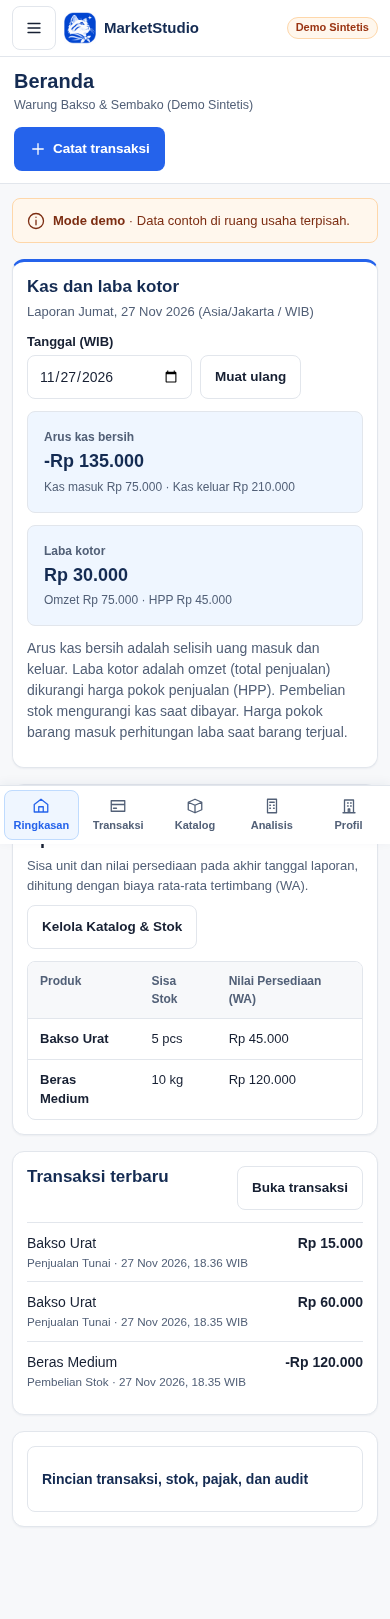 MarketStudio
Demo Sintetis
Beranda
Warung Bakso & Sembako (Demo Sintetis)
Catat transaksi
Mode demo · Data contoh di ruang usaha terpisah.
Kas dan laba kotor
Laporan Jumat, 27 Nov 2026 (Asia/Jakarta / WIB)
Tanggal (WIB)
11/27/2026
Muat ulang
Arus kas bersih
-Rp 135.000
Kas masuk Rp 75.000 · Kas keluar Rp 210.000
Laba kotor
Rp 30.000
Omzet Rp 75.000 · HPP Rp 45.000
Arus kas bersih adalah selisih uang masuk dan
keluar. Laba kotor adalah omzet (total penjualan)
dikurangi harga pokok penjualan (HPP). Pembelian
stok mengurangi kas saat dibayar. Harga pokok
barang masuk perhitungan laba saat barang terjual.
Ringkasan
Transaksi
Katalog
Analisis
Profil
Sisa unit dan nilai persediaan pada akhir tanggal laporan,
dihitung dengan biaya rata-rata tertimbang (WA).
Kelola Katalog & Stok
Produk
Sisa
Stok
Nilai Persediaan
(WA)
Bakso Urat
5 pcs
Rp 45.000
Beras
Medium
10 kg
Rp 120.000
Transaksi terbaru
Buka transaksi
Bakso Urat
Rp 15.000
Penjualan Tunai · 27 Nov 2026, 18.36 WIB
Bakso Urat
Rp 60.000
Penjualan Tunai · 27 Nov 2026, 18.35 WIB
Beras Medium
-Rp 120.000
Pembelian Stok · 27 Nov 2026, 18.35 WIB
Rincian transaksi, stok, pajak, dan audit